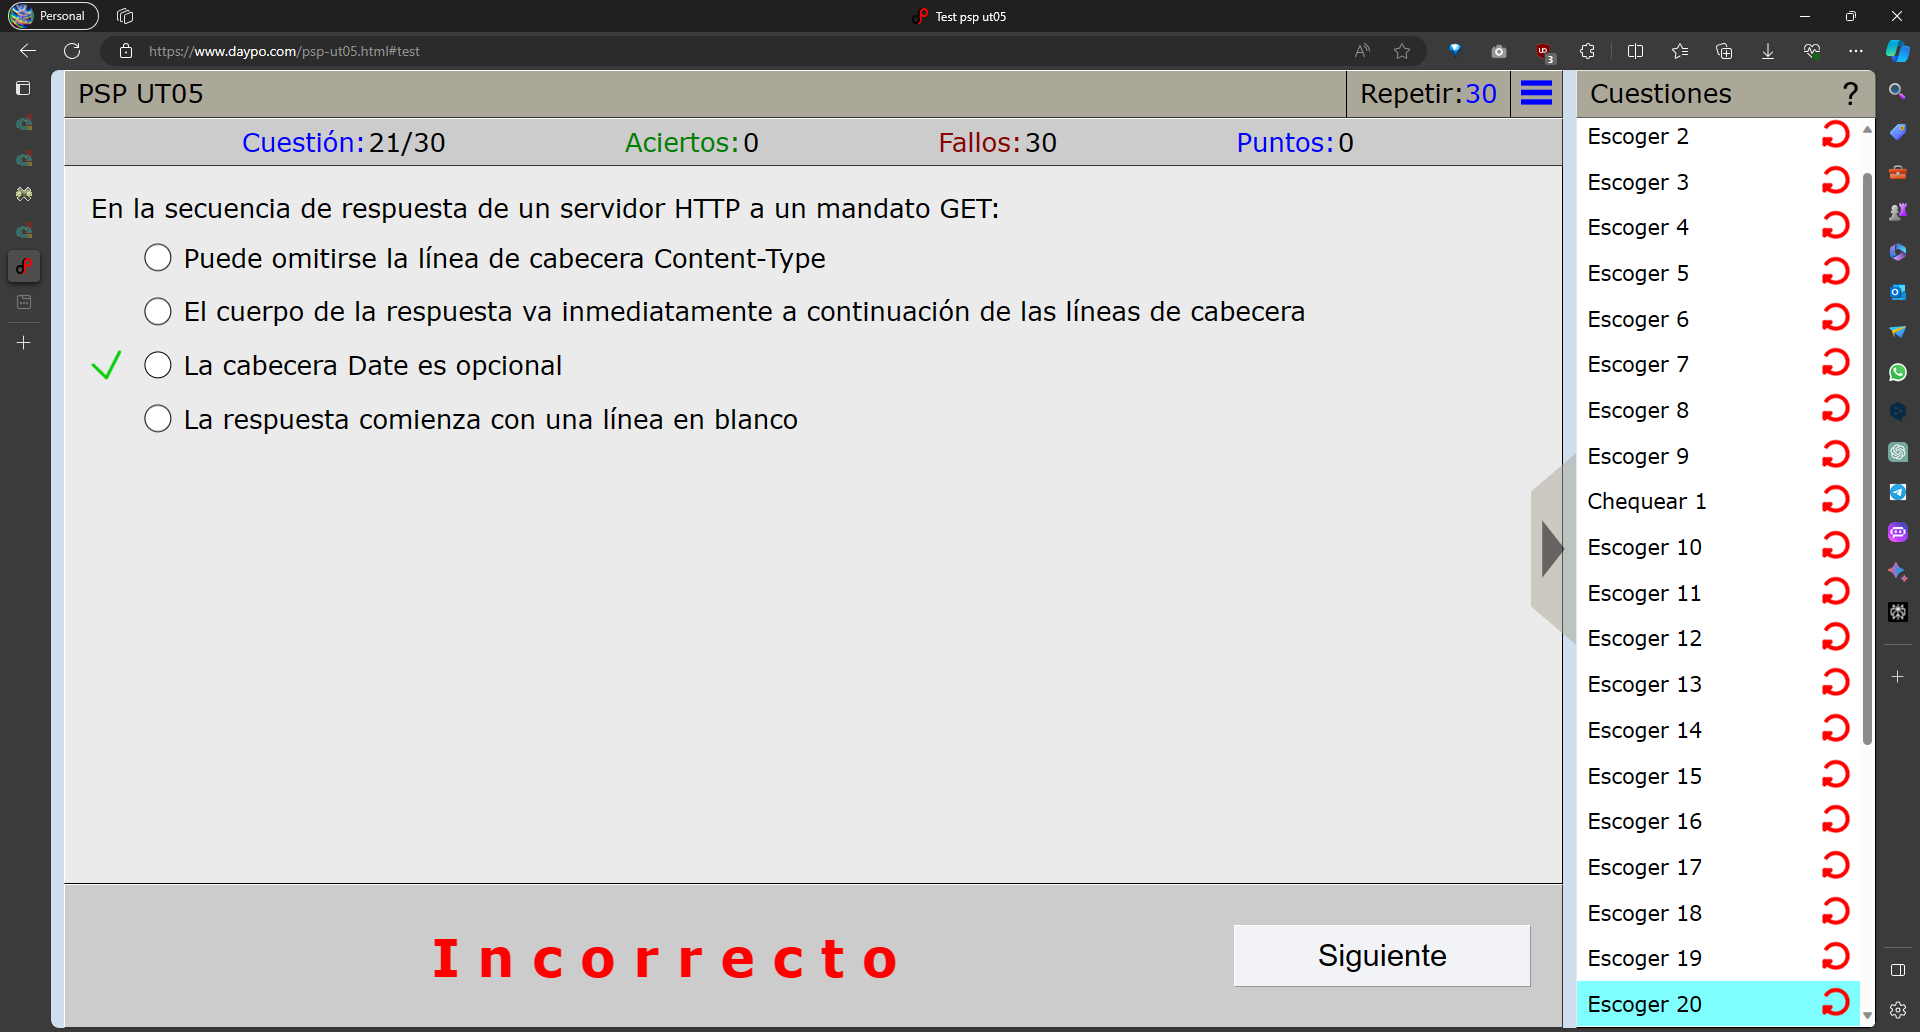 Personal
Test psp ut05
https://www.daypo.com/psp-ut05.html#test
3
PSP UT05
Repetir:30
Cuestiones
?
Cuestión:21/30
Aciertos:0
Fallos:30
Puntos:0
En la secuencia de respuesta de un servidor HTTP a un mandato GET:
Puede omitirse la línea de cabecera Content-Type
El cuerpo de la respuesta va inmediatamente a continuación de las líneas de cabecera
La cabecera Date es opcional
La respuesta comienza con una línea en blanco
Incorrecto
Siguiente
Escoger 2
Escoger 3
Escoger 4
Escoger 5
Escoger 6
Escoger 7
Escoger 8
Escoger 9
Chequear 1
Escoger 10
Escoger 11
Escoger 12
Escoger 13
Escoger 14
Escoger 15
Escoger 16
Escoger 17
Escoger 18
Escoger 19
Escoger 20